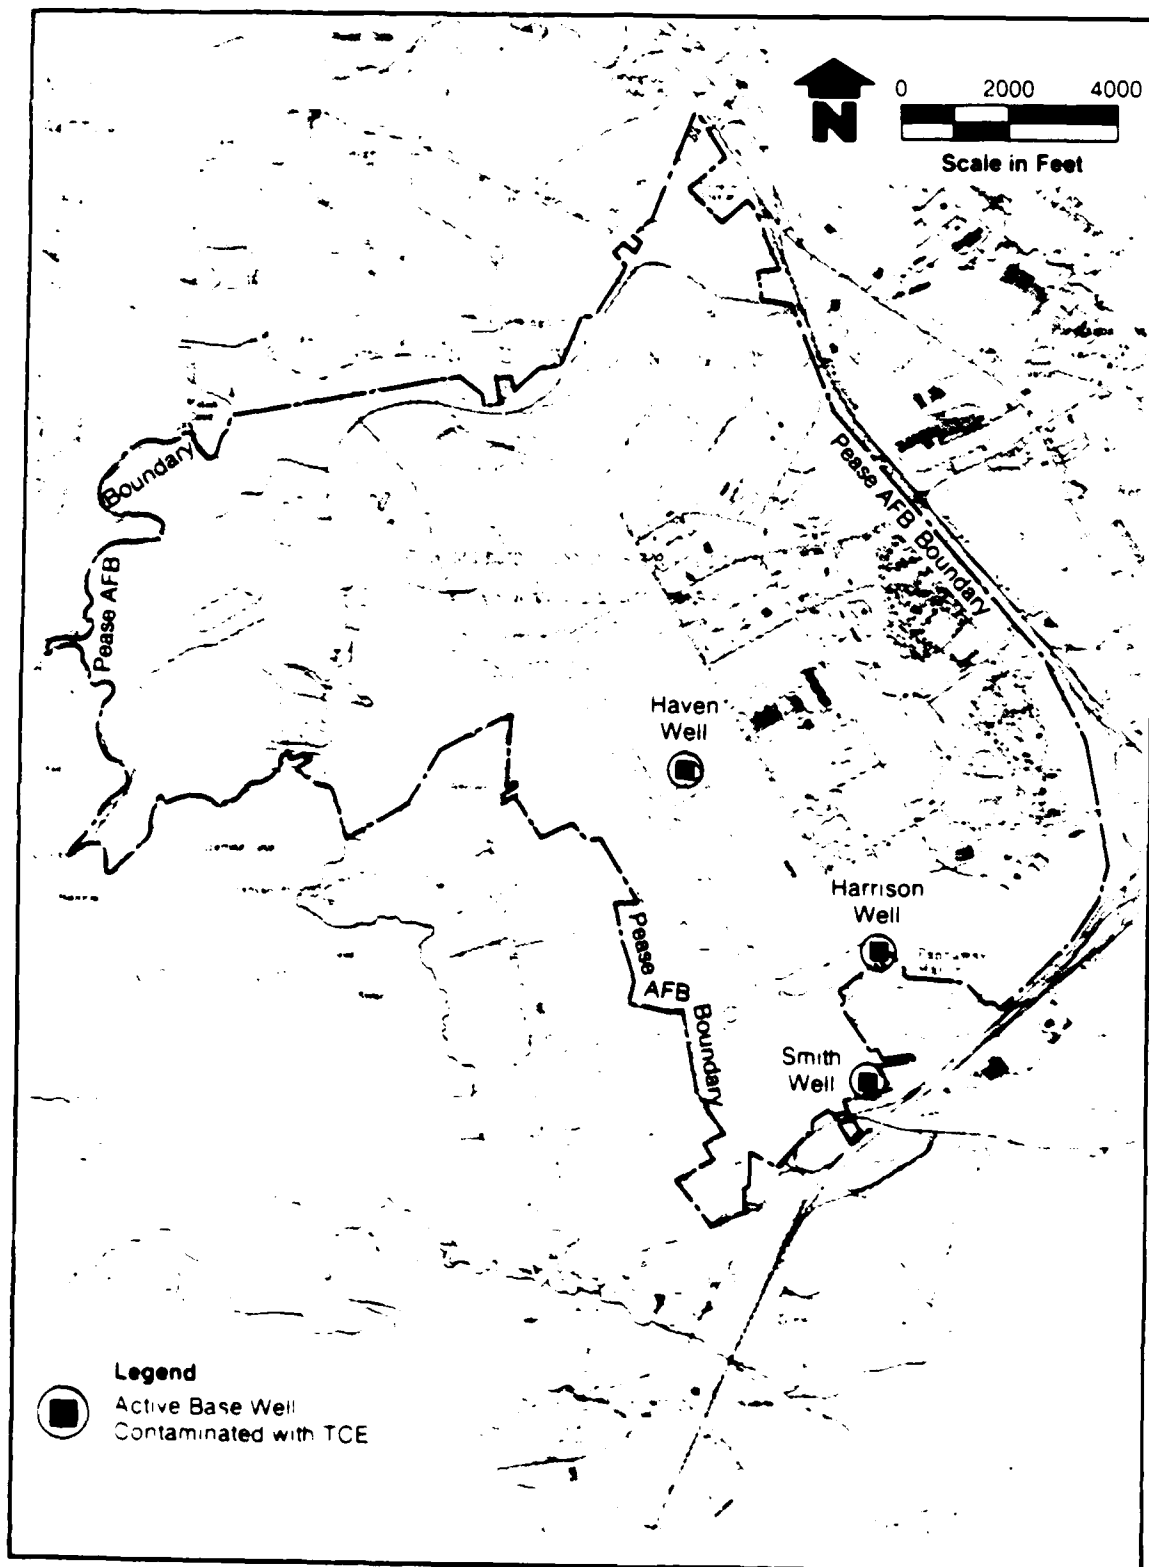 N
0 2000 4000
Scale in Feet
Pease AFB Boundary
Pease AFB Boundary
Haven
Well
Harrison
Well
Smith
Well
Pease
AFB
Boundary
Legend
Active Base Well
Contaminated with TCE